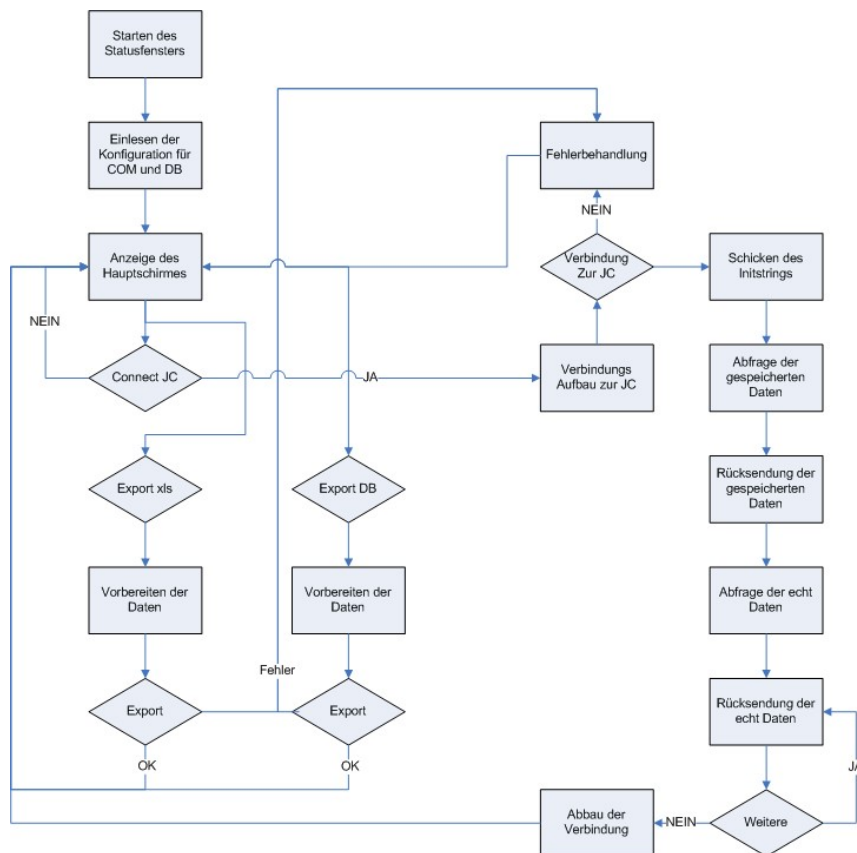 Starten des
Statusfensters
Einlesen der
Konfiguration für
COM und DB
Fehlerbehandlung
NEIN
Anzeige des
Hauptschirmes
Verbindung
Zur JC
Schicken des
Initstrings
NEIN
Connect JC
JA
Verbindungs
Aufbau zur JC
Abfrage der
gespeicherten
Daten
Export xls
Export DB
Rücksendung der
gespeicherten
Daten
Vorbereiten der
Daten
Vorbereiten der
Daten
Abfrage der echt
Daten
Fehler
Export
Export
Rücksendung der
echt Daten
OK
OK
JA
Abbau der
Verbindung
NEIN
Weitere